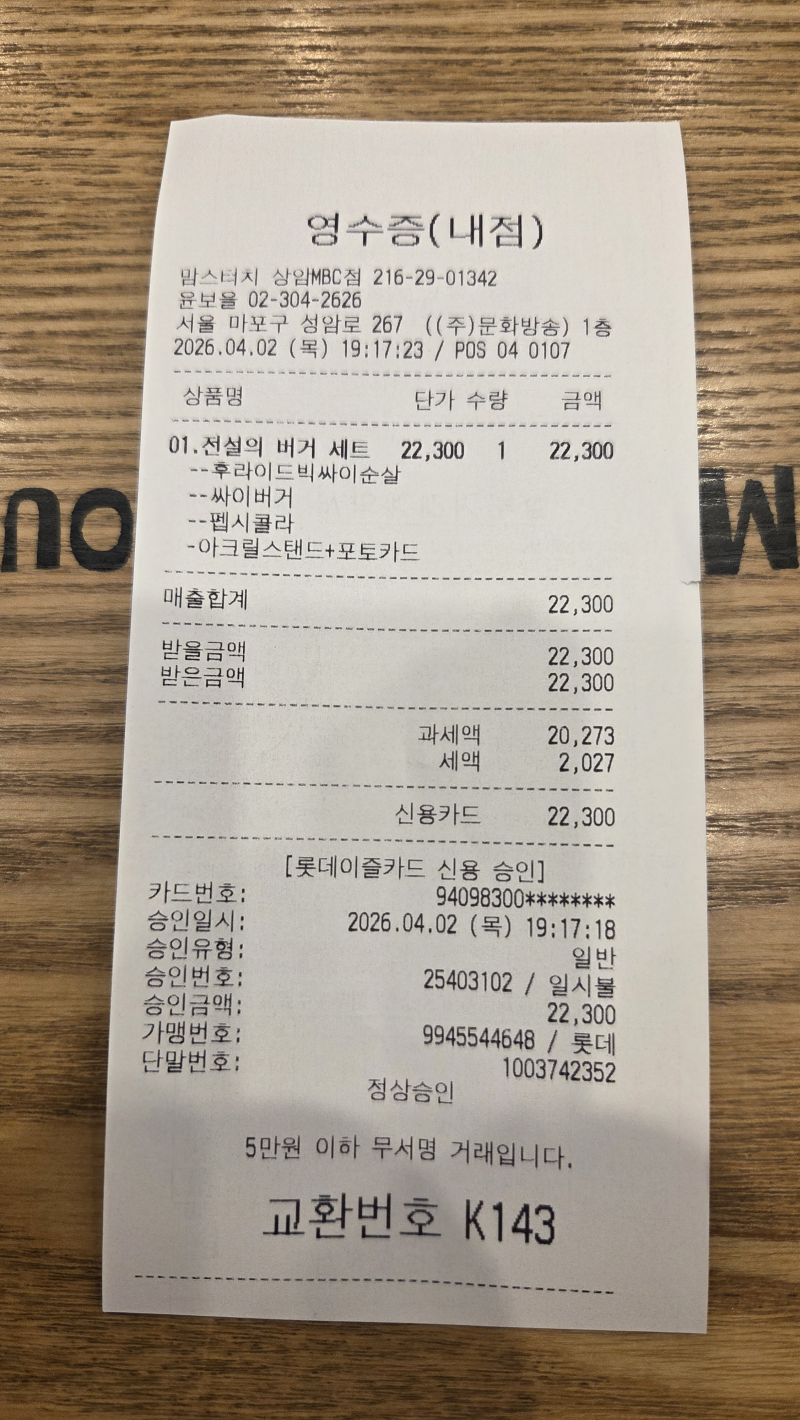 영수증(내점)
맘스터치 상암MBC점 216-29-01342
윤보율 02-304-2626
서울 마포구 성암로 267 ((주)문화방송) 1층
2026.04.02 (목) 19:17:23 / POS 04 0107
상품명 단가 수량 금액
01.전설의 버거 세트 22,300 1 22,300
--후라이드빅싸이순살
--싸이버거
--펩시콜라
-아크릴스탠드+포토카드
매출합계 22,300
받을금액 22,300
받은금액 22,300
과세액 20,273
세액 2,027
신용카드 22,300
[롯데이즐카드 신용 승인]
카드번호: 94098300********
승인일시: 2026.04.02 (목) 19:17:18
승인유형: 일반
승인번호: 25403102 / 일시불
승인금액: 22,300
가맹번호: 9945544648 / 롯데
단말번호: 1003742352
정상승인
5만원 이하 무서명 거래입니다.
교환번호 K143